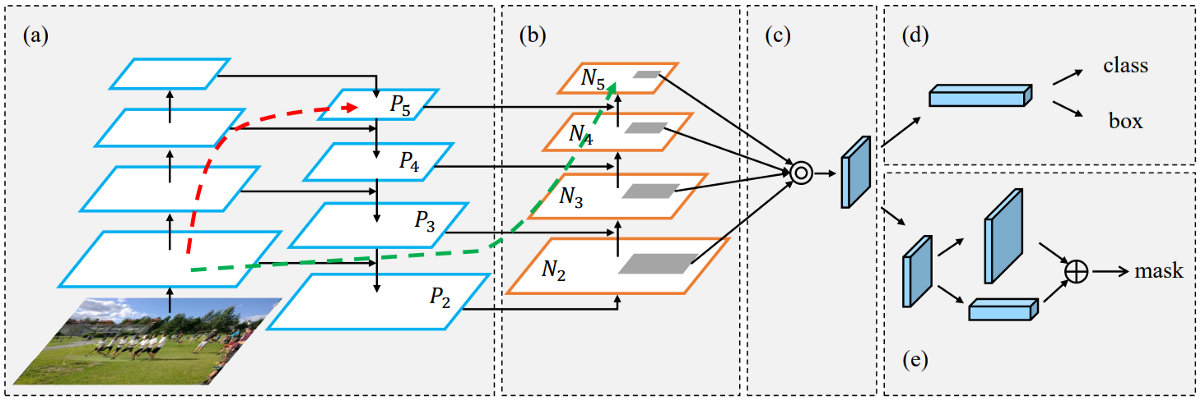 (a)
P5
P4
P3
P2
(b)
N5
N4
N3
N2
(c)
(d)
class
box
mask
(e)